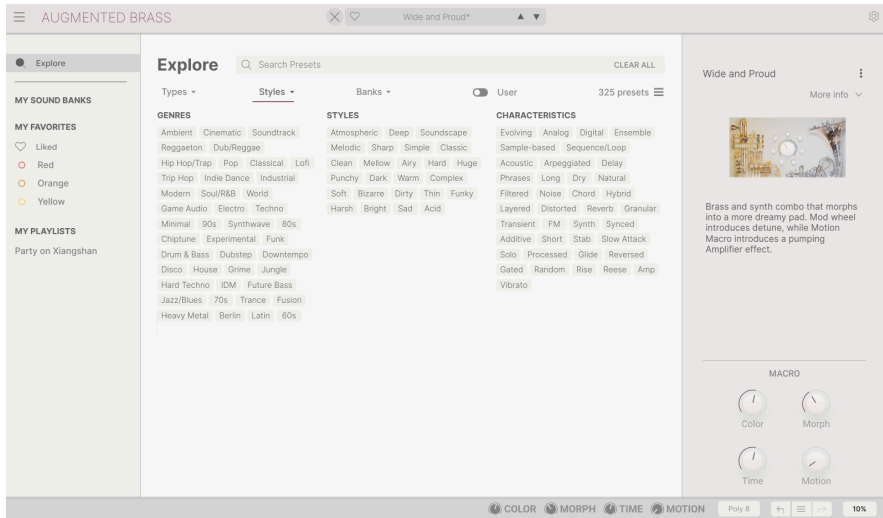 AUGMENTED BRASS
Wide and Proud*
Explore
MY SOUND BANKS
MY FAVORITES
Liked
Red
Orange
Yellow
MY PLAYLISTS
Party on Xiangshan
Explore
Search Presets
CLEAR ALL
Types
Styles
Banks
User
325 presets
GENRES
Ambient Cinematic Soundtrack
Reggaeton Dub/Reggae
Hip Hop/Trap Pop Classical Lofi
Trip Hop Indie Dance Industrial
Modern Soul/R&B World
Game Audio Electro Techno
Minimal 90s Synthwave 80s
Chiptune Experimental Funk
Drum & Bass Dubstep Downtempo
Disco House Grime Jungle
Hard Techno IDM Future Bass
Jazz/Blues 70s Trance Fusion
Heavy Metal Berlin Latin 60s
STYLES
Atmospheric Deep Soundscape
Melodic Sharp Simple Classic
Clean Mellow Airy Hard Huge
Punchy Dark Warm Complex
Soft Bizarre Dirty Thin Funky
Harsh Bright Sad Acid
CHARACTERISTICS
Evolving Analog Digital Ensemble
Sample-based Sequence/Loop
Acoustic Arpeggiated Delay
Phrases Long Dry Natural
Filtered Noise Chord Hybrid
Layered Distorted Reverb Granular
Transient FM Synth Synced
Additive Short Stab Slow Attack
Solo Processed Glide Reversed
Gated Random Rise Reese Amp
Vibrato
Wide and Proud
More info
Brass and synth combo that morphs
into a more dreamy pad. Mod wheel
introduces detune, while Motion
Macro introduces a pumping
Amplifier effect.
MACRO
Color
Morph
Time
Motion
COLOR MORPH TIME MOTION
Poly 8
10%